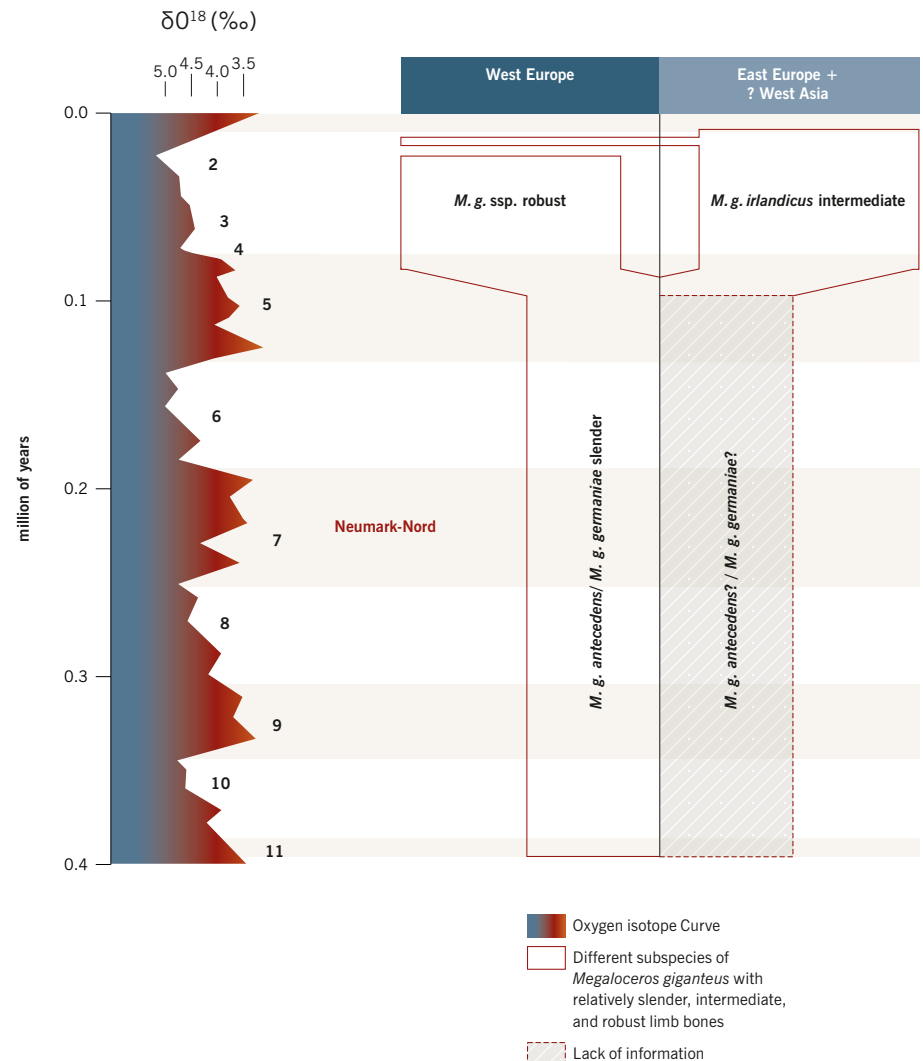 δO¹⁸ (‰)
5.0 4.5 4.0 3.5
West Europe
East Europe +
? West Asia
0.0
2
M. g. ssp. robust
M. g. irlandicus intermediate
3
4
0.1
5
6
million of years
M. g. antecedens/ M. g. germaniae slender
M. g. antecedens? / M. g. germaniae?
0.2
Neumark-Nord
7
8
0.3
9
10
11
0.4
Oxygen isotope Curve
Different subspecies of
Megaloceros giganteus with
relatively slender, intermediate,
and robust limb bones
Lack of information